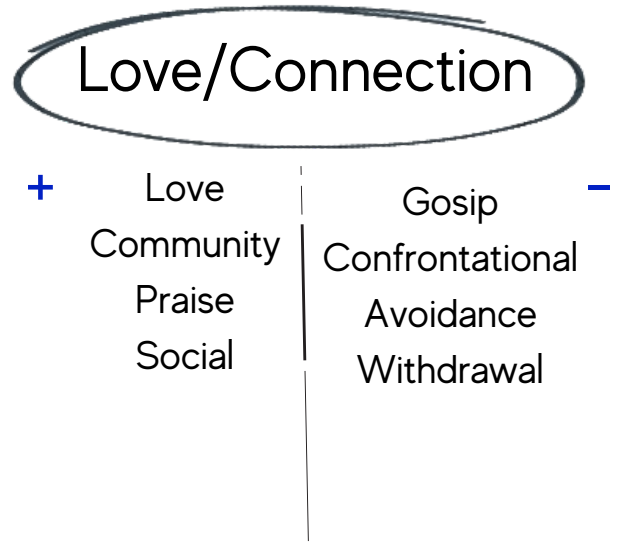 Love/Connection
+
Love
Community
Praise
Social
−
Gosip
Confrontational
Avoidance
Withdrawal